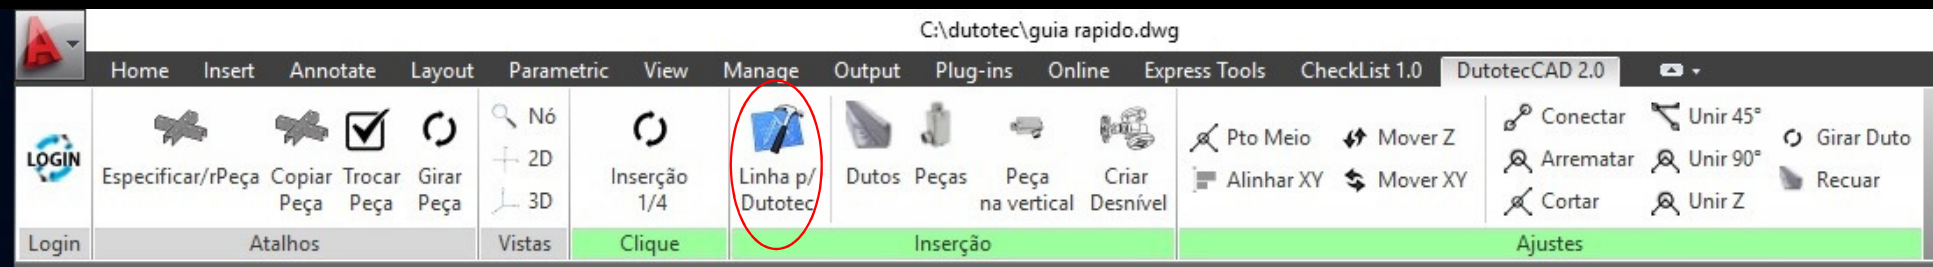 C:\dutotec\guia rapido.dwg
Home Insert Annotate Layout Parametric View Manage Output Plug-ins Online Express Tools CheckList 1.0 DutotecCAD 2.0
LOGIN
Especificar/rPeça
Copiar
Peça
Trocar
Peça
Girar
Peça
Nó
2D
3D
Inserção
1/4
Linha p/
Dutotec
Dutos
Peças
Peça
na vertical
Criar
Desnível
Pto Meio
Alinhar XY
Mover Z
Mover XY
Conectar
Arrematar
Cortar
Unir 45°
Unir 90°
Unir Z
Girar Duto
Recuar
Login Atalhos Vistas Clique Inserção Ajustes